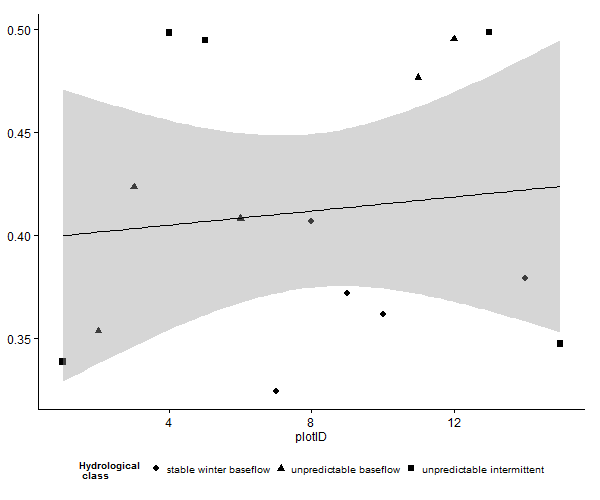 0.50
0.45
0.40
0.35
4 8 12
plotID
Hydrological class stable winter baseflow unpredictable baseflow unpredictable intermittent